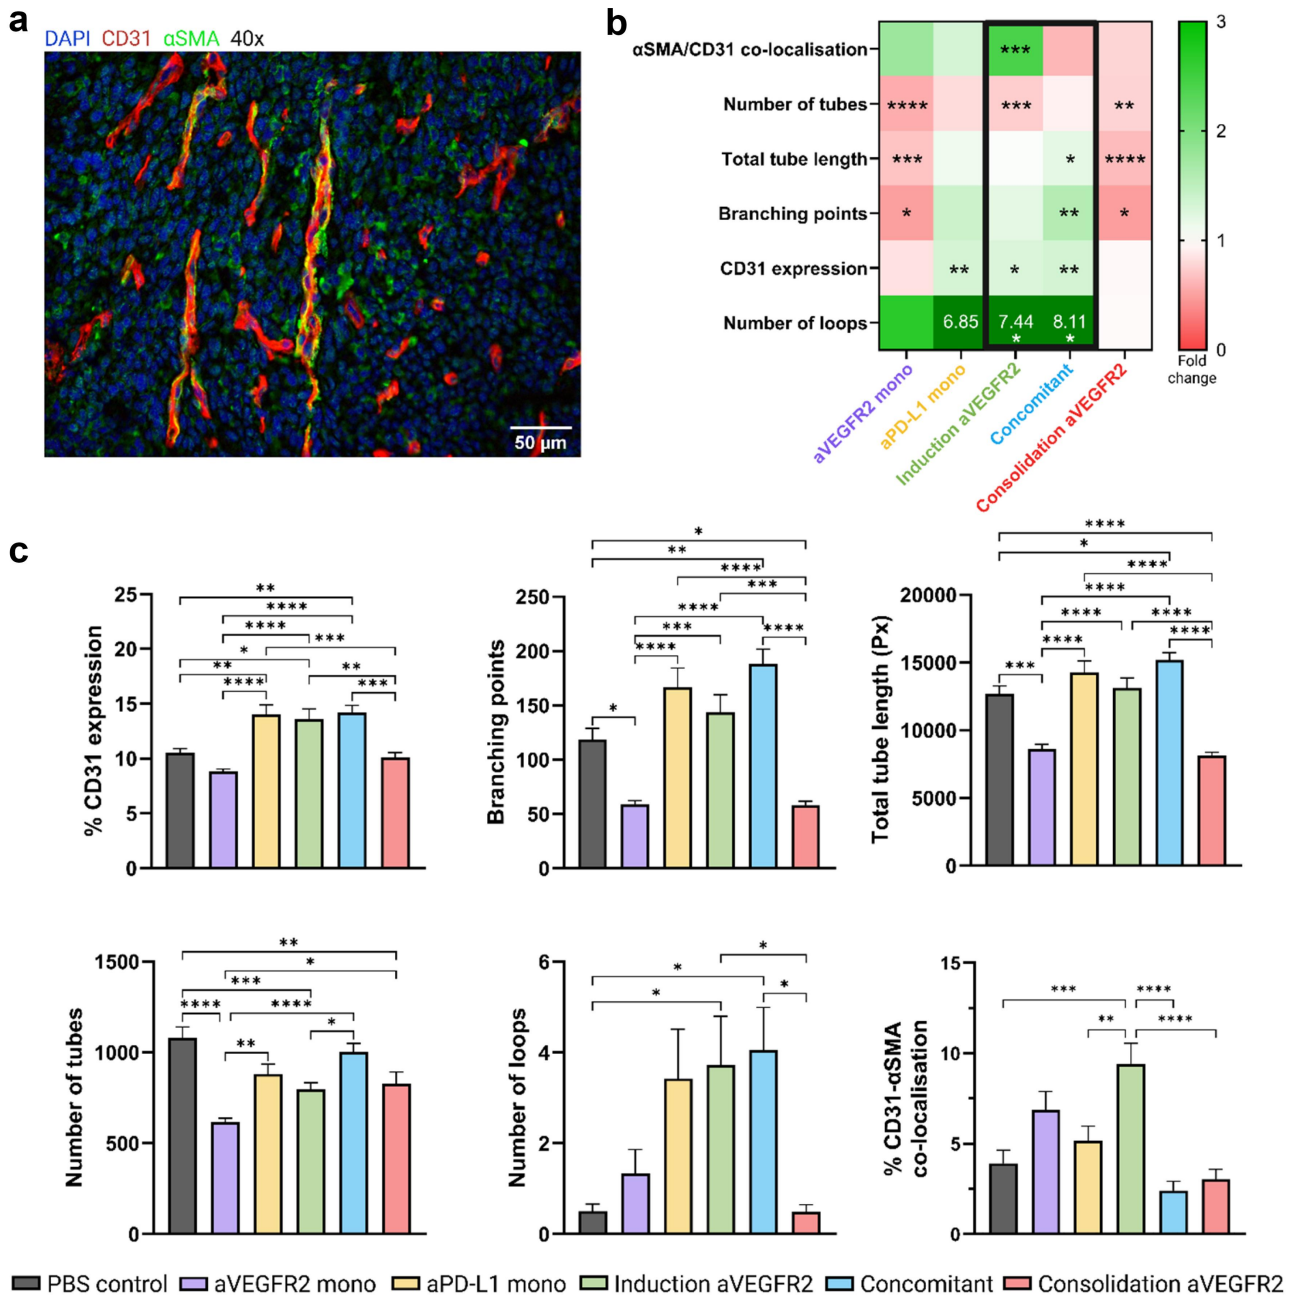 a
DAPI CD31 αSMA 40x
50 µm
b
αSMA/CD31 co-localisation
***
Number of tubes
**** *** **
Total tube length
*** * ****
Branching points
* ** *
CD31 expression
** * **
Number of loops
6.85 7.44 8.11
* *
aVEGFR2 mono
aPD-L1 mono
Induction aVEGFR2
Concomitant
Consolidation aVEGFR2
3
2
1
0
Fold
change
c
% CD31 expression
25
20
15
10
5
0
**
****
****
***
*
**
**
****
***
Branching points
250
200
150
100
50
0
*
**
****
***
****
***
****
****
*
Total tube length (Px)
20000
15000
10000
5000
0
****
*
****
****
****
****
****
****
***
Number of tubes
1500
1000
500
0
**
*
***
****
****
*
**
Number of loops
6
4
2
0
*
*
*
*
% CD31-αSMA
co-localisation
15
10
5
0
***
****
**
****
PBS control aVEGFR2 mono aPD-L1 mono Induction aVEGFR2 Concomitant Consolidation aVEGFR2